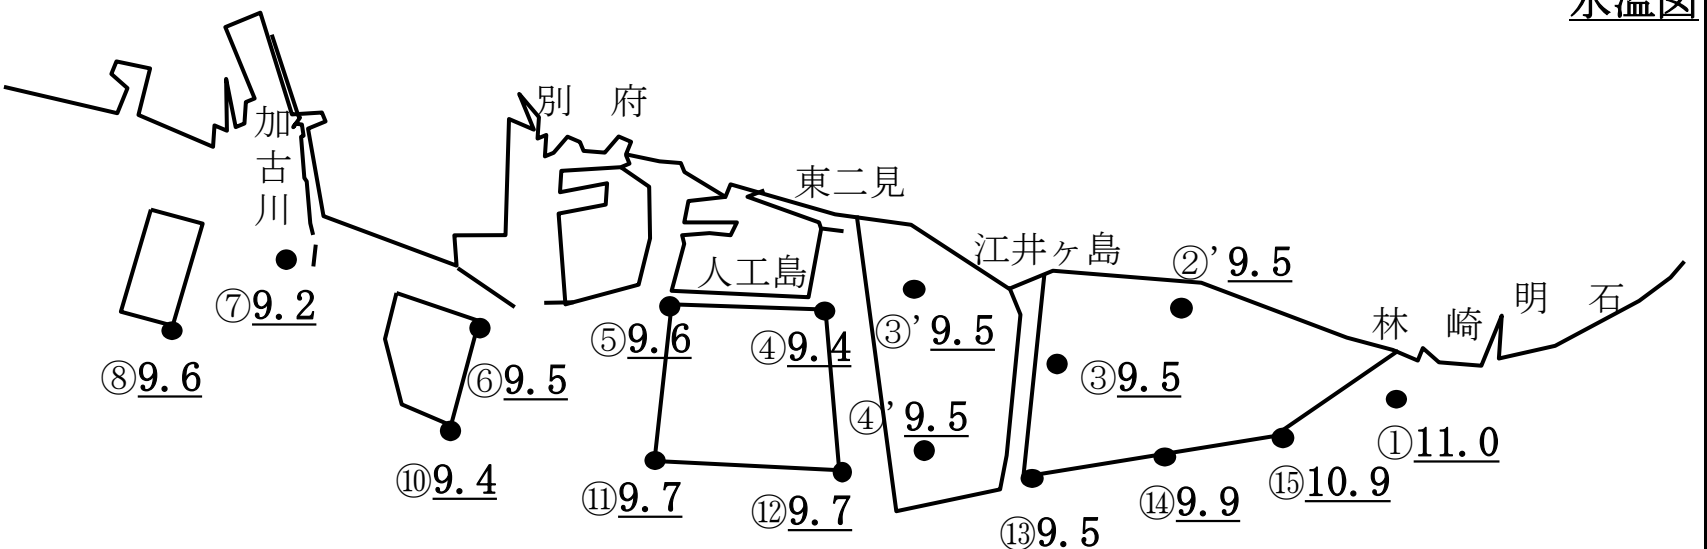 水温図
別 府
加古川
東二見
江井ヶ島
②' 9.5
人工島
明 石
林 崎
⑦9.2
⑤9.6
④9.4
③' 9.5
⑧9.6
⑥9.5
③9.5
④' 9.5
①11.0
⑩9.4
⑪9.7
⑫9.7
⑬9.5
⑭9.9
⑮10.9